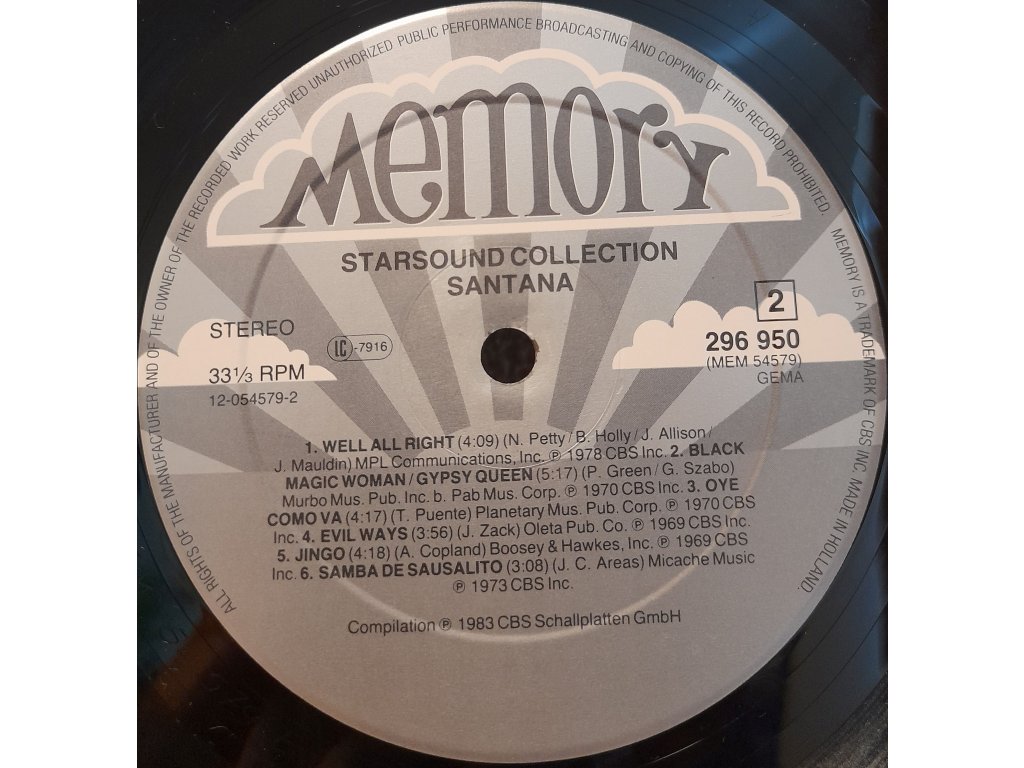 ALL RIGHTS OF THE MANUFACTURER AND OF THE OWNER OF THE RECORDED WORK RESERVED UNAUTHORIZED PUBLIC PERFORMANCE BROADCASTING AND COPYING OF THIS RECORD PROHIBITED. MEMORY IS A TRADEMARK OF CBS INC. MADE IN HOLLAND.
Memory
STARSOUND COLLECTION
SANTANA
STEREO
33⅓ RPM
12-054579-2
LC-7916
2
296 950
(MEM 54579)
GEMA
1. WELL ALL RIGHT (4:09) (N. Petty/B. Holly/J. Allison/
J. Mauldin) MPL Communications, Inc. ℗ 1978 CBS Inc. 2. BLACK
MAGIC WOMAN/GYPSY QUEEN (5:17) (P. Green/G. Szabo)
Murbo Mus. Pub. Inc. b. Pab Mus. Corp. ℗ 1970 CBS Inc. 3. OYE
COMO VA (4:17) (T. Puente) Planetary Mus. Pub. Corp. ℗ 1970 CBS
Inc. 4. EVIL WAYS (3:56) (J. Zack) Oleta Pub. Co. ℗ 1969 CBS Inc.
5. JINGO (4:18) (A. Copland) Boosey & Hawkes, Inc. ℗ 1969 CBS
Inc. 6. SAMBA DE SAUSALITO (3:08) (J. C. Areas) Micache Music
℗ 1973 CBS Inc.
Compilation ℗ 1983 CBS Schallplatten GmbH